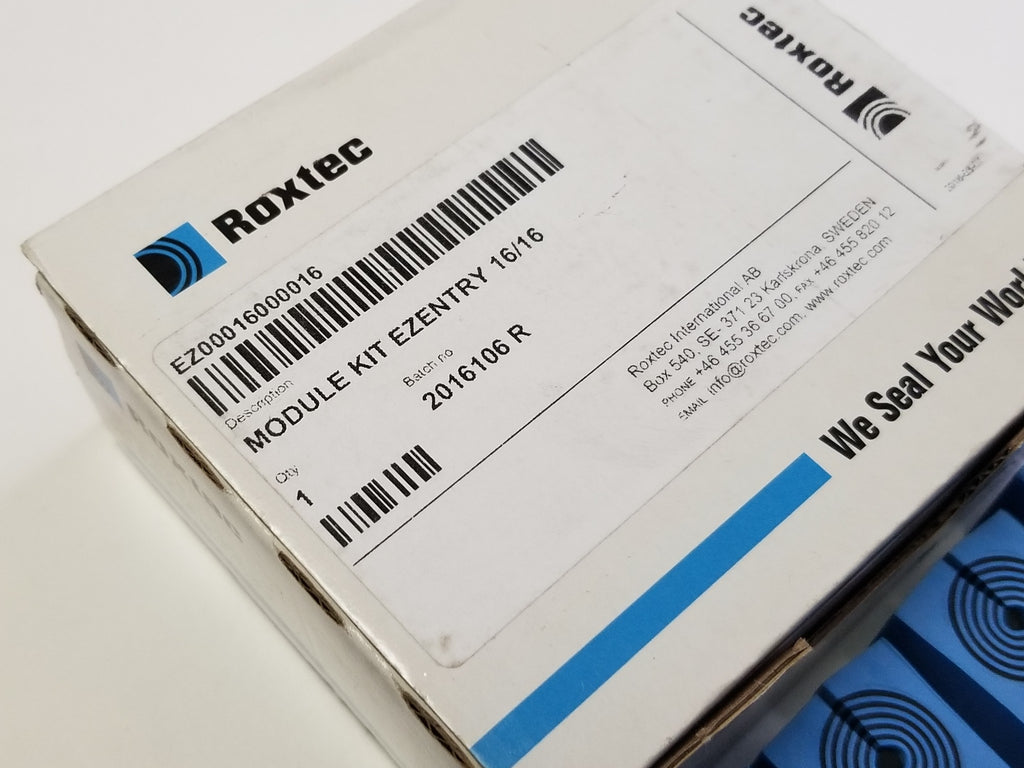 Roxtec
Roxtec
EZ00016000016
Description
MODULE KIT EZENTRY 16/16
Batch no
2016106 R
Qty
1
Roxtec International AB
Box 540, SE- 371 23 Karlskrona, SWEDEN
PHONE +46 455 36 67 00, FAX +46 455 820 12
EMAIL info@roxtec.com, www.roxtec.com
We Seal Your